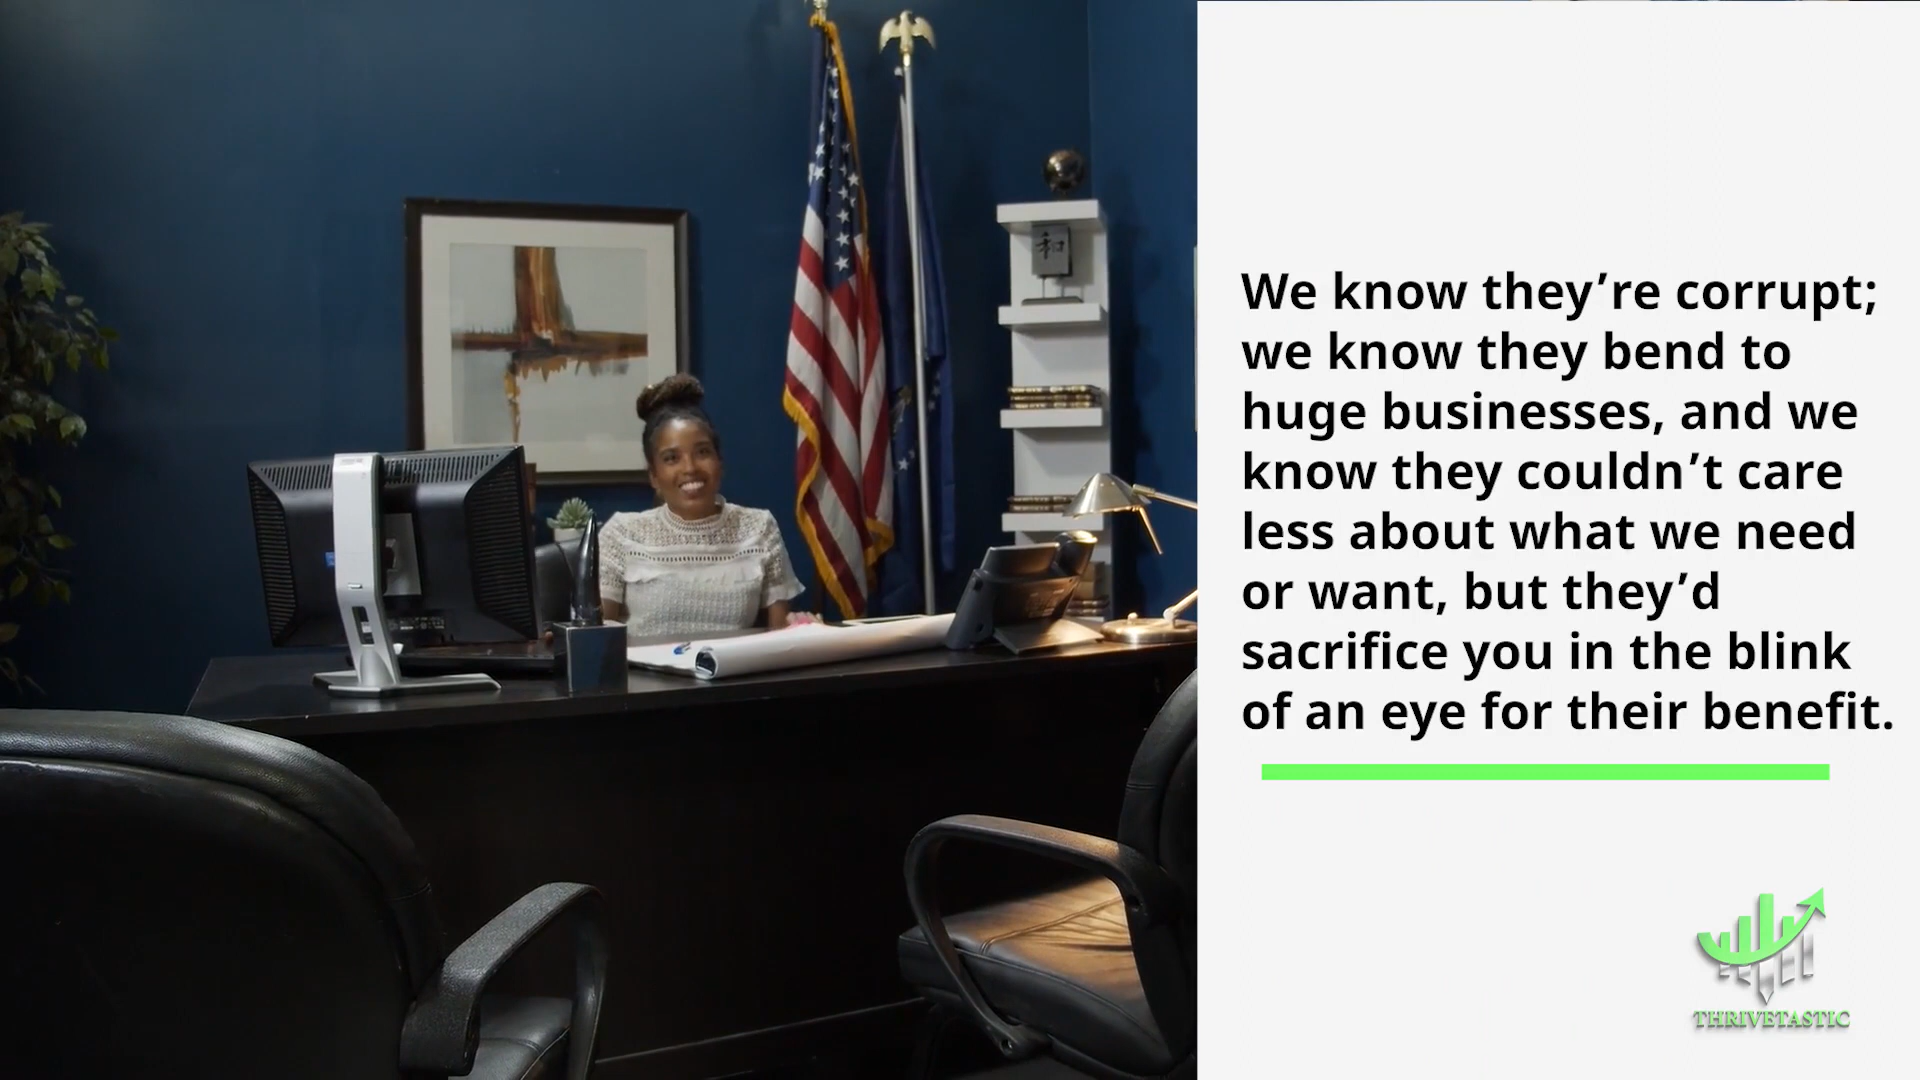 和
We know they’re corrupt;
we know they bend to
huge businesses, and we
know they couldn’t care
less about what we need
or want, but they’d
sacrifice you in the blink
of an eye for their benefit.
THRIVETASTIC